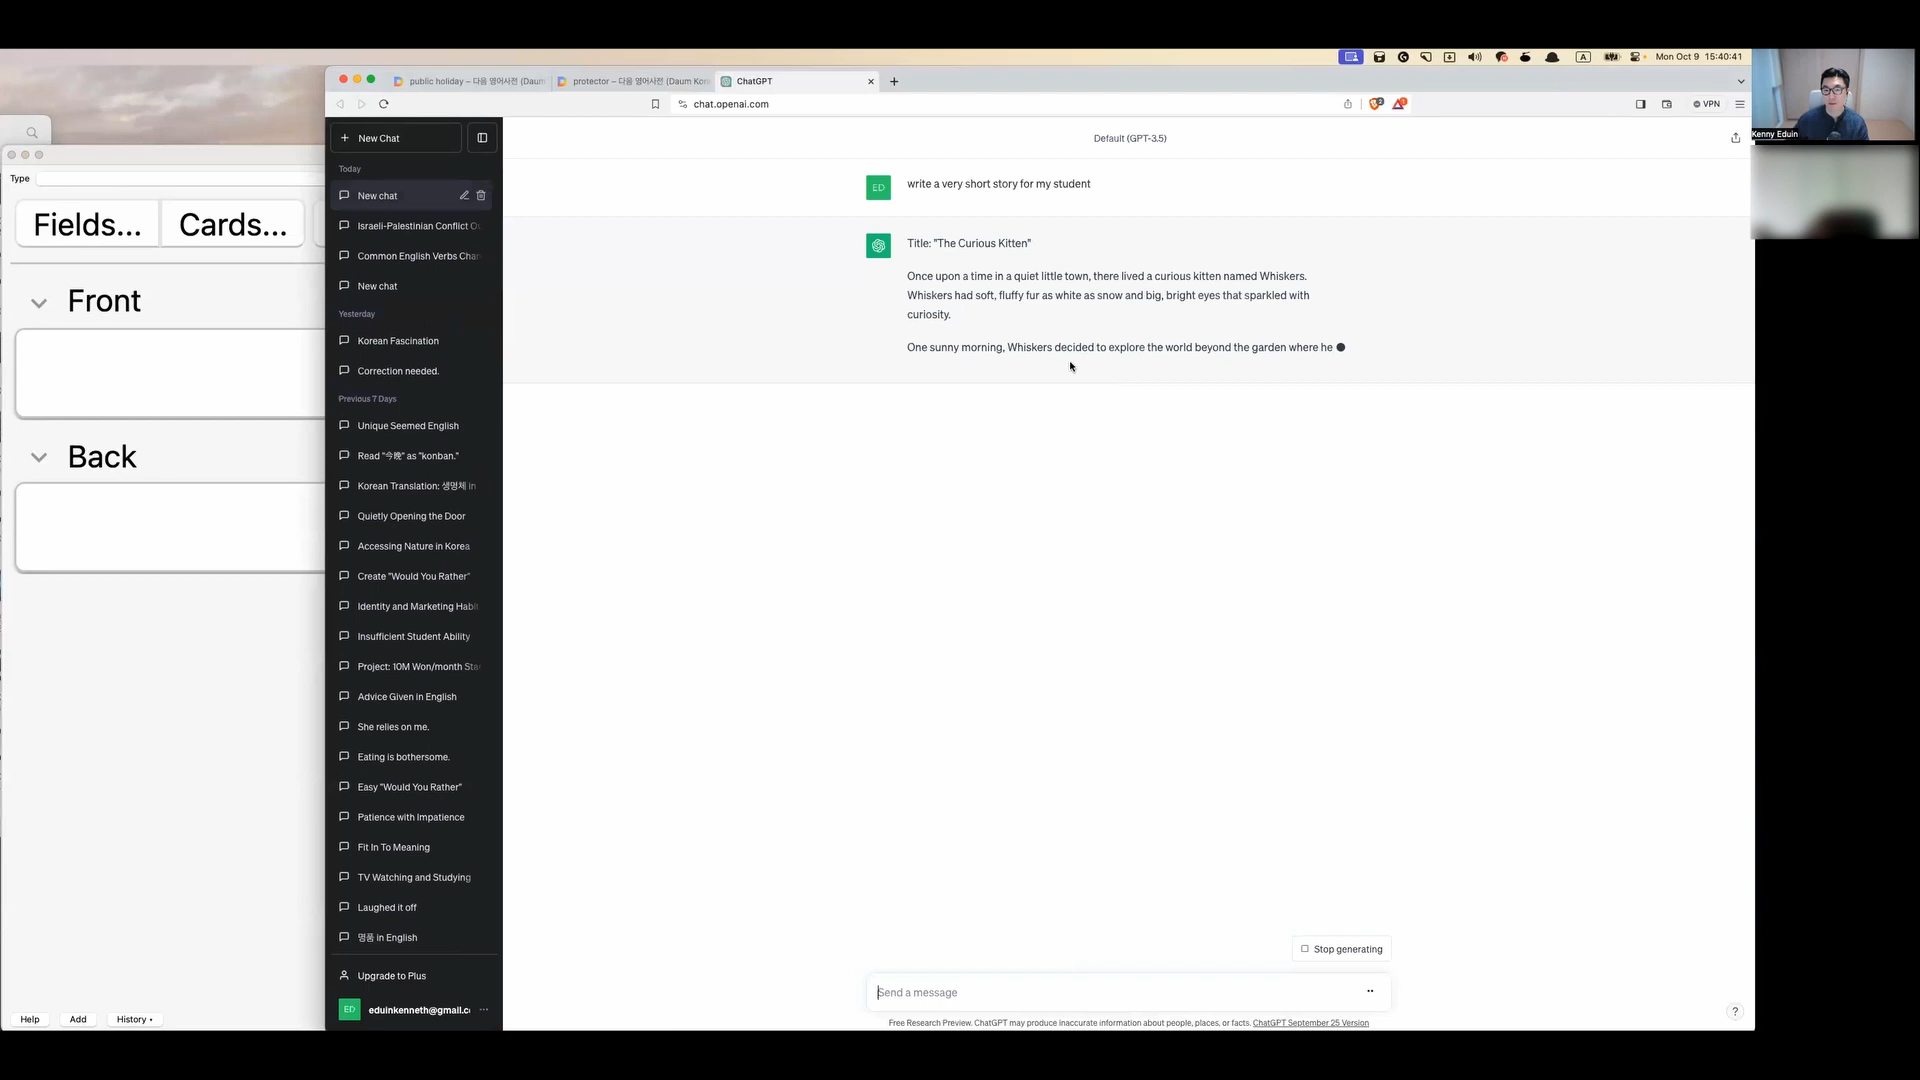 Mon Oct 9 15:40:41
public holiday – 다음 영어사전 (Daum
protector – 다음 영어사전 (Daum Kor
ChatGPT
chat.openai.com
VPN
Kenny Eduin
Type
Fields...
Cards...
Front
Back
Help
Add
History
New Chat
Today
New chat
Israeli-Palestinian Conflict O
Common English Verbs Cha
New chat
Yesterday
Korean Fascination
Correction needed.
Previous 7 Days
Unique Seemed English
Read "今晩" as "konban."
Korean Translation: 생명체 in
Quietly Opening the Door
Accessing Nature in Korea
Create "Would You Rather"
Identity and Marketing Habi
Insufficient Student Ability
Project: 10M Won/month Sta
Advice Given in English
She relies on me.
Eating is bothersome.
Easy "Would You Rather"
Patience with Impatience
Fit In To Meaning
TV Watching and Studying
Laughed it off
명품 in English
Upgrade to Plus
ED
eduinkenneth@gmail.c
Default (GPT-3.5)
ED
write a very short story for my student
Title: "The Curious Kitten"
Once upon a time in a quiet little town, there lived a curious kitten named Whiskers.
Whiskers had soft, fluffy fur as white as snow and big, bright eyes that sparkled with
curiosity.
One sunny morning, Whiskers decided to explore the world beyond the garden where he
Stop generating
Send a message
Free Research Preview. ChatGPT may produce inaccurate information about people, places, or facts. ChatGPT September 25 Version
?